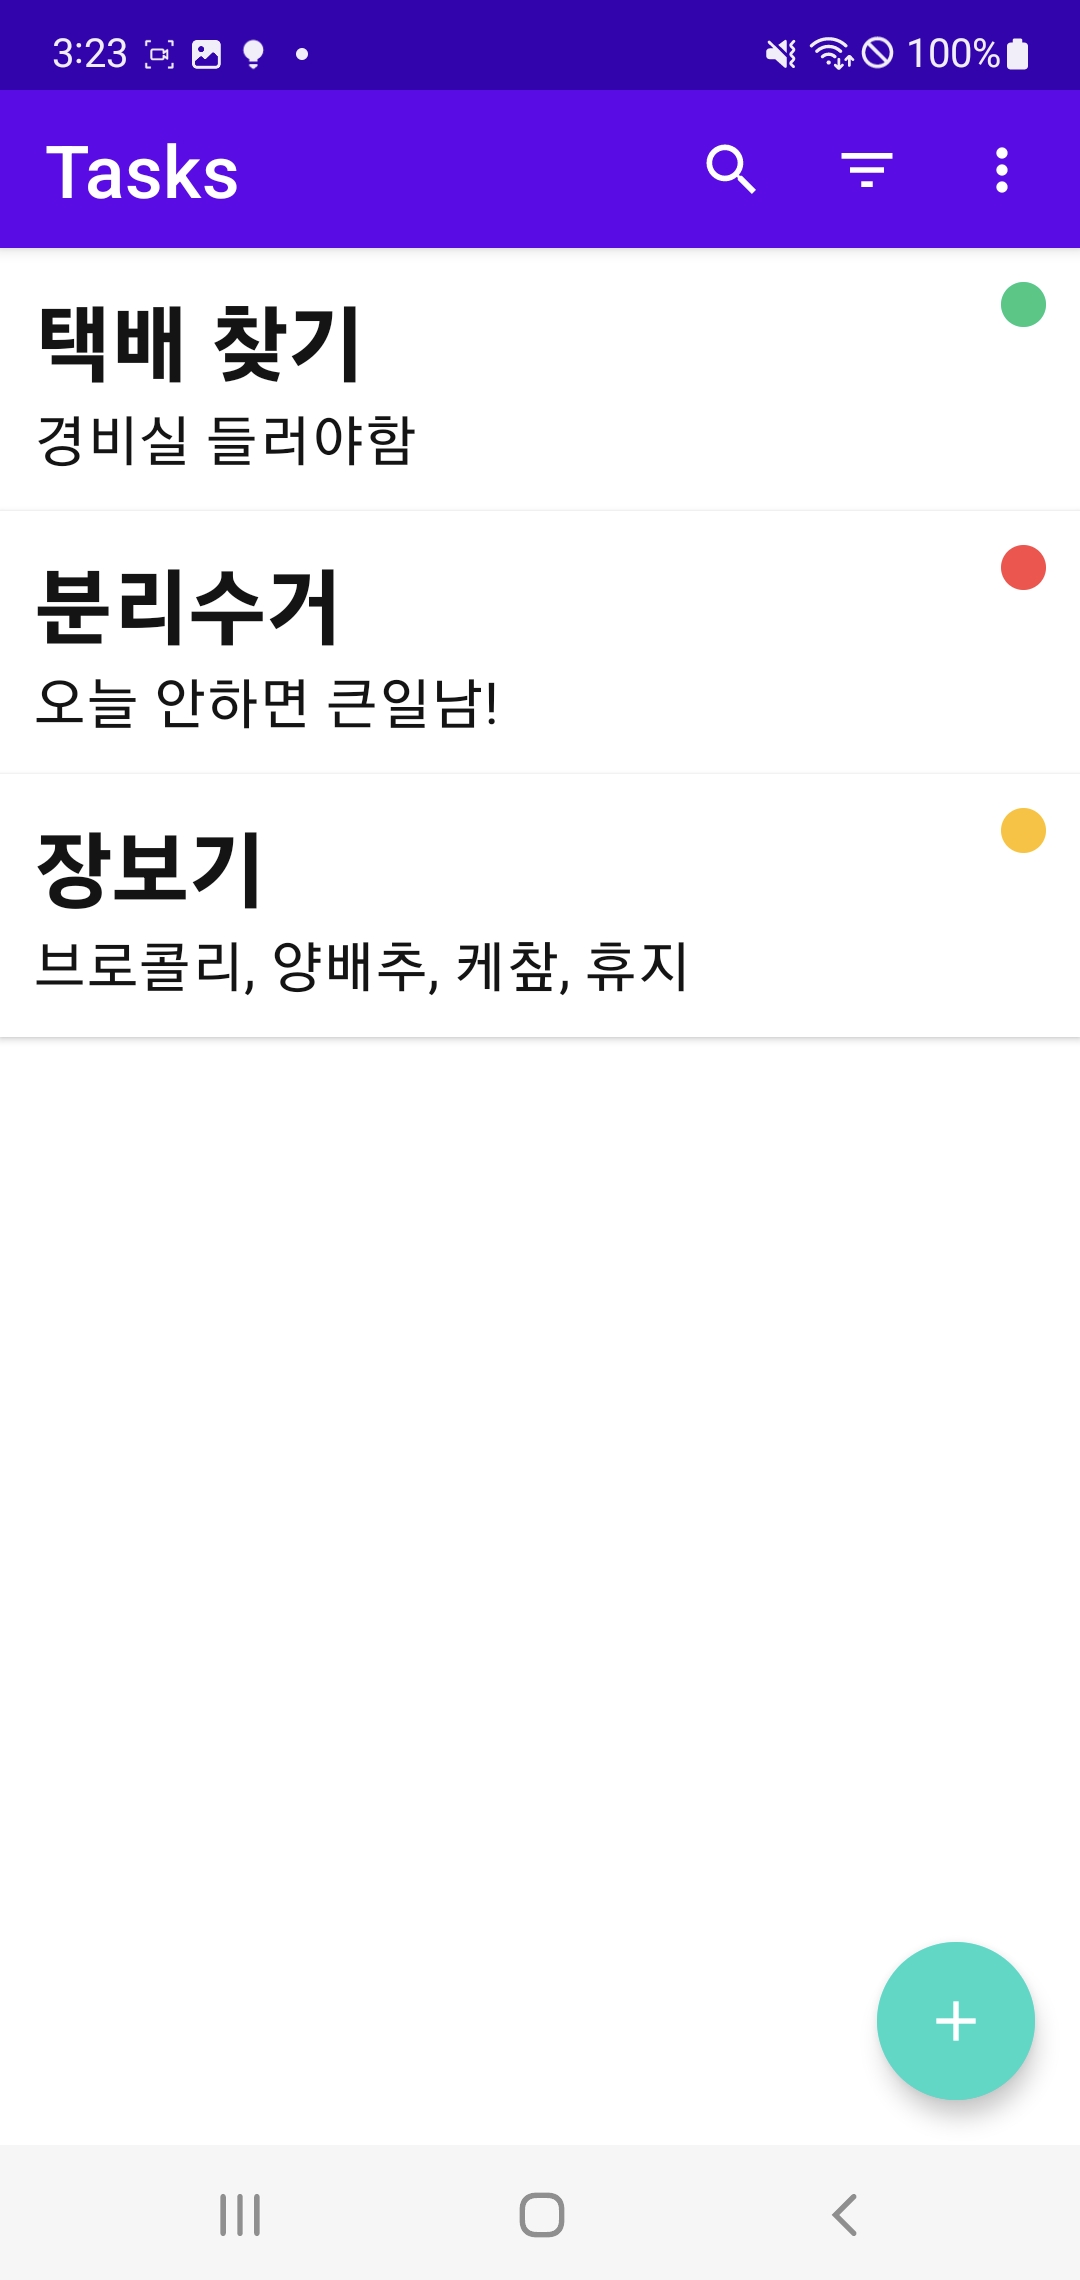 3:23
100%
Tasks
택배 찾기
경비실 들러야함
분리수거
오늘 안하면 큰일남!
장보기
브로콜리, 양배추, 케찲, 휴지